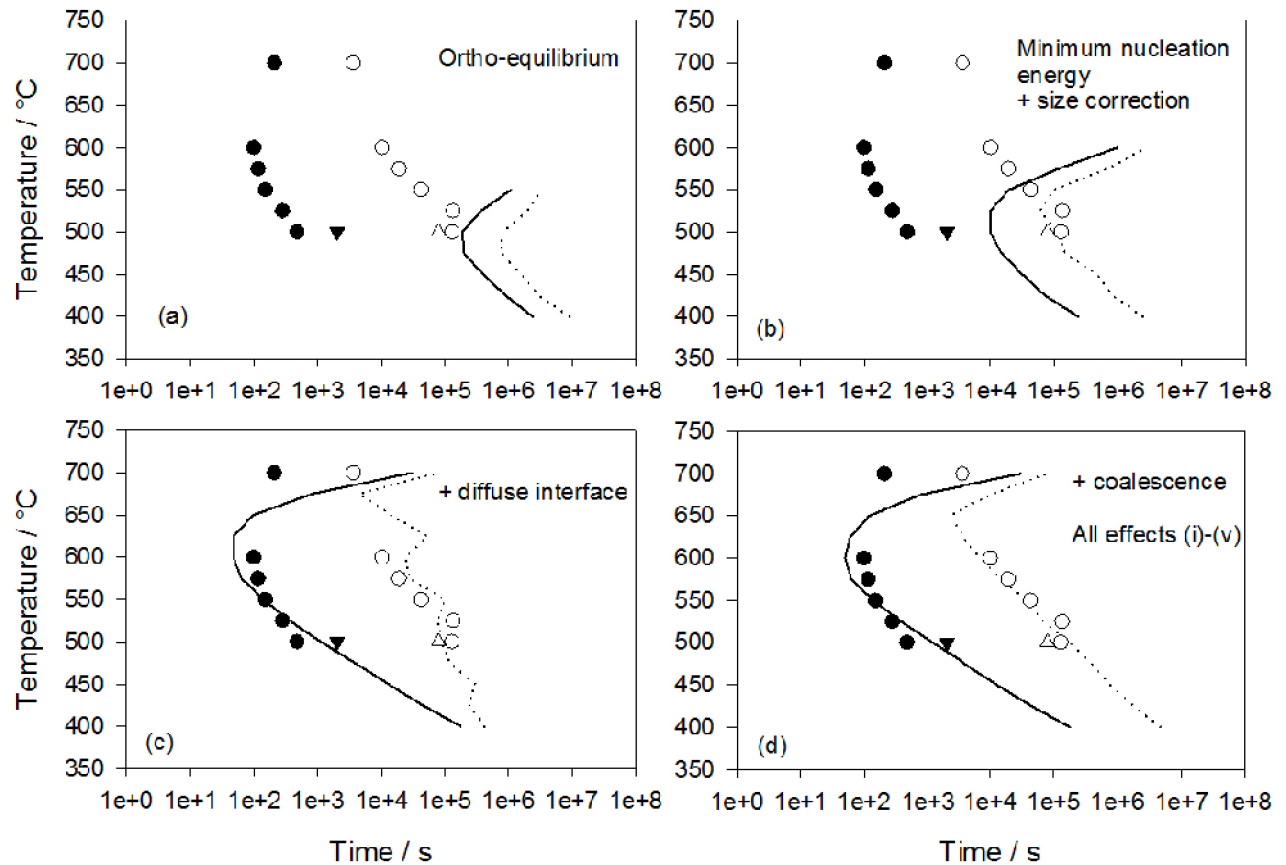 750
700
650
600
550
500
450
400
350
Temperature / °C
Ortho-equilibrium
(a)
1e+0 1e+1 1e+2 1e+3 1e+4 1e+5 1e+6 1e+7 1e+8
750
700
650
600
550
500
450
400
350
Minimum nucleation
energy
+ size correction
(b)
1e+0 1e+1 1e+2 1e+3 1e+4 1e+5 1e+6 1e+7 1e+8
750
700
650
600
550
500
450
400
350
Temperature / °C
+ diffuse interface
(c)
1e+0 1e+1 1e+2 1e+3 1e+4 1e+5 1e+6 1e+7 1e+8
Time / s
750
700
650
600
550
500
450
400
350
+ coalescence
All effects (i)-(v)
(d)
1e+0 1e+1 1e+2 1e+3 1e+4 1e+5 1e+6 1e+7 1e+8
Time / s